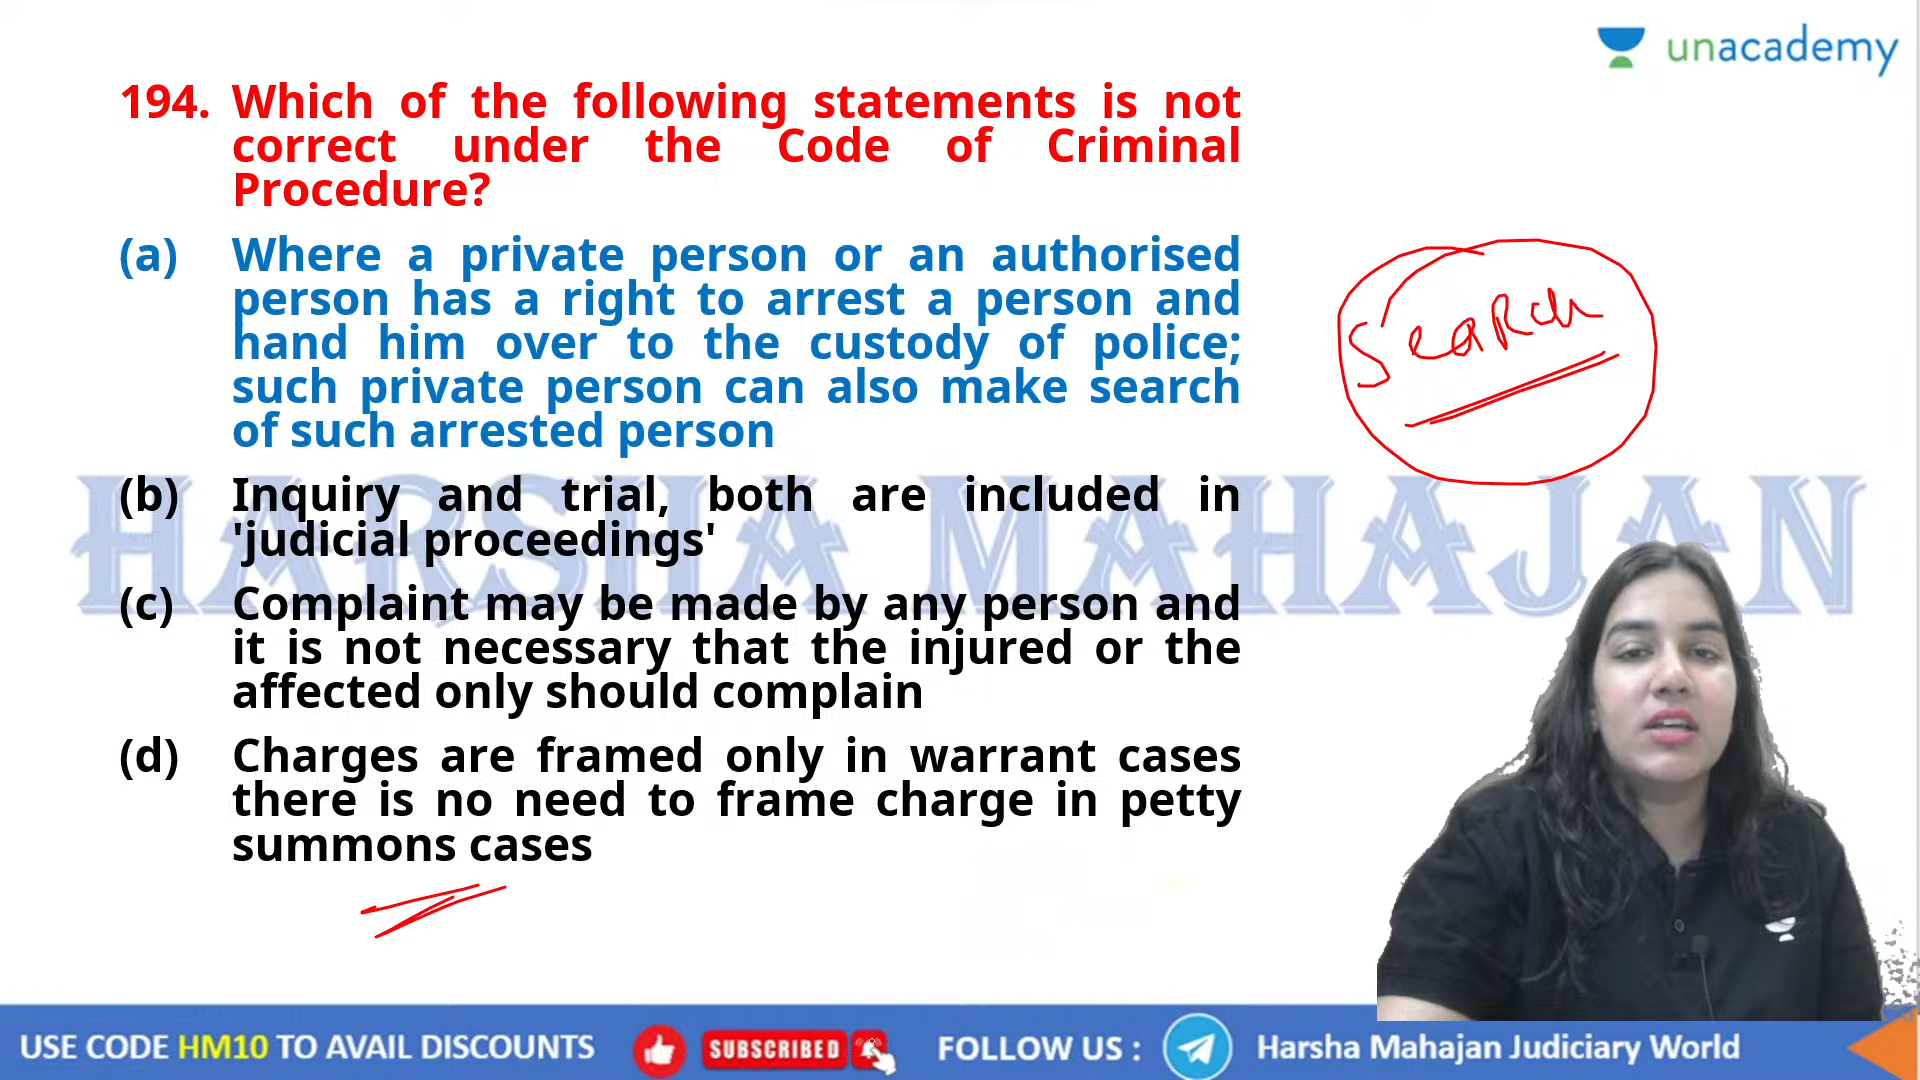 unacademy
194. Which of the following statements is not
correct under the Code of Criminal
Procedure?
(a) Where a private person or an authorised
person has a right to arrest a person and
hand him over to the custody of police;
such private person can also make search
of such arrested person
(b) Inquiry and trial, both are included in
'judicial proceedings'
(c) Complaint may be made by any person and
it is not necessary that the injured or the
affected only should complain
(d) Charges are framed only in warrant cases
there is no need to frame charge in petty
summons cases
Search
HARSHA MAHAJAN
USE CODE HM10 TO AVAIL DISCOUNTS
SUBSCRIBED
FOLLOW US :
Harsha Mahajan Judiciary World